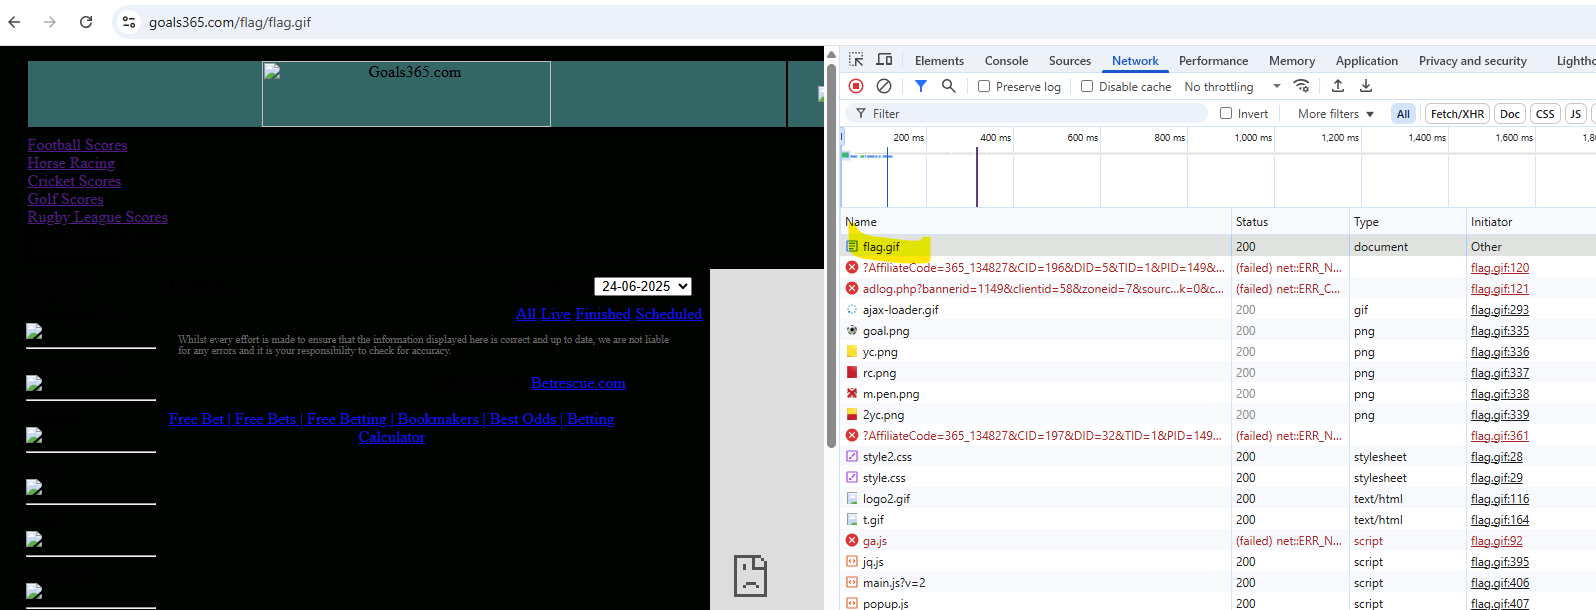 goals365.com/flag/flag.gif
Goals365.com
Football Scores
Horse Racing
Cricket Scores
Golf Scores
Rugby League Scores
24-06-2025
All Live Finished Scheduled
Whilst every effort is made to ensure that the information displayed here is correct and up to date, we are not liable
for any errors and it is your responsibility to check for accuracy.
Betrescue.com
Free Bet | Free Bets | Free Betting | Bookmakers | Best Odds | Betting
Calculator
Elements Console Sources Network Performance Memory Application Privacy and security Lightho
Preserve log Disable cache No throttling
Filter Invert More filters All Fetch/XHR Doc CSS JS
200 ms 400 ms 600 ms 800 ms 1,000 ms 1,200 ms 1,400 ms 1,600 ms 1,8
Name Status Type Initiator
flag.gif 200 document Other
?AffiliateCode=365_134827&CID=196&DID=5&TID=1&PID=149&... (failed) net::ERR_N... flag.gif:120
adlog.php?bannerid=1149&clientid=58&zoneid=7&sourc...k=0&c... (failed) net::ERR_C... flag.gif:121
ajax-loader.gif 200 gif flag.gif:293
goal.png 200 png flag.gif:335
yc.png 200 png flag.gif:336
rc.png 200 png flag.gif:337
m.pen.png 200 png flag.gif:338
2yc.png 200 png flag.gif:339
?AffiliateCode=365_134827&CID=197&DID=32&TID=1&PID=149... (failed) net::ERR_N... flag.gif:361
style2.css 200 stylesheet flag.gif:28
style.css 200 stylesheet flag.gif:29
logo2.gif 200 text/html flag.gif:116
t.gif 200 text/html flag.gif:164
ga.js (failed) net::ERR_N... script flag.gif:92
jq.js 200 script flag.gif:395
main.js?v=2 200 script flag.gif:406
popup.js 200 script flag.gif:407